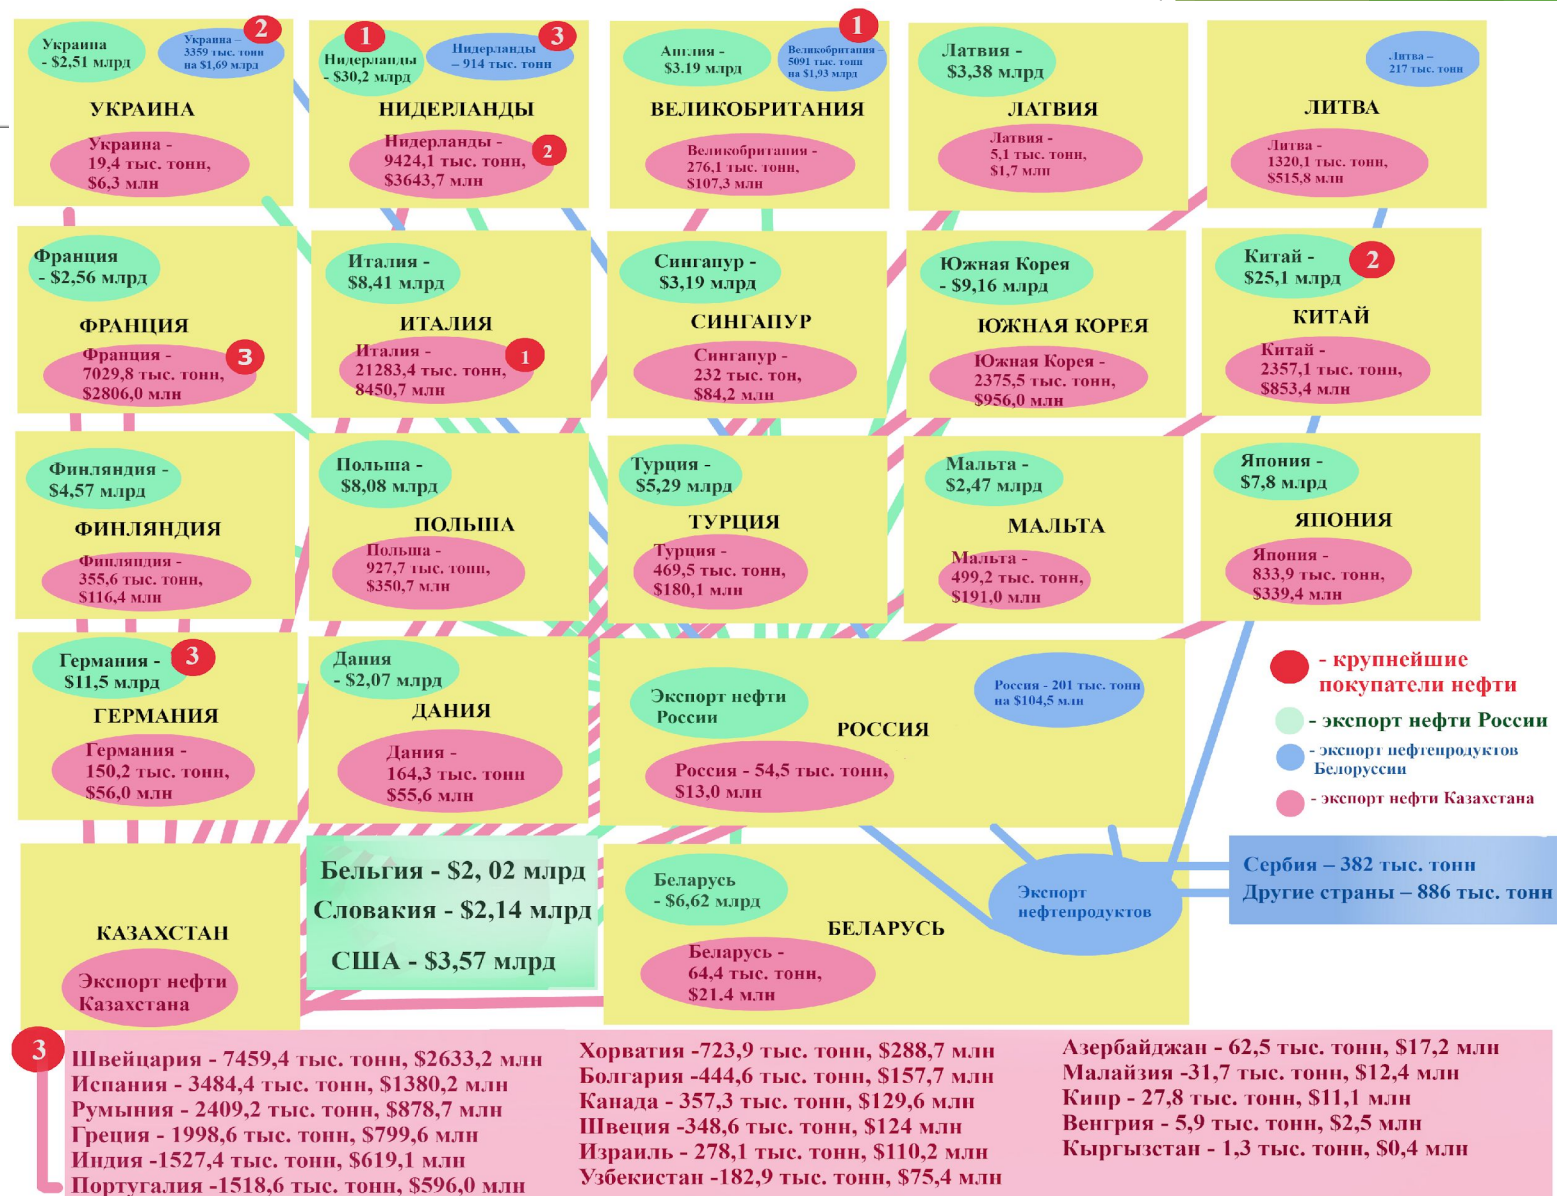 Украина
- $2,51 млрд
2
Украина –
3359 тыс. тонн
на $1,69 млрд
УКРАИНА
Украина -
19,4 тыс. тонн,
$6,3 млн
1
Нидерланды
- $30,2 млрд
3
Нидерланды
– 914 тыс. тонн
НИДЕРЛАНДЫ
Нидерланды -
9424,1 тыс. тонн,
$3643,7 млн
2
Англия -
$3.19 млрд
1
Великобритания –
5091 тыс. тонн
на $1,93 млрд
ВЕЛИКОБРИТАНИЯ
Великобритания -
276,1 тыс. тонн,
$107,3 млн
Латвия -
$3,38 млрд
ЛАТВИЯ
Латвия -
5,1 тыс. тонн,
$1,7 млн
Литва –
217 тыс. тонн
ЛИТВА
Литва -
1320,1 тыс. тонн,
$515,8 млн
Франция
- $2,56 млрд
ФРАНЦИЯ
Франция -
7029,8 тыс. тонн,
$2806,0 млн
3
Италия -
$8,41 млрд
ИТАЛИЯ
Италия -
21283,4 тыс. тонн,
8450,7 млн
1
Сингапур -
$3,19 млрд
СИНГАПУР
Сингапур -
232 тыс. тон,
$84,2 млн
Южная Корея
- $9,16 млрд
ЮЖНАЯ КОРЕЯ
Южная Корея -
2375,5 тыс. тонн,
$956,0 млн
Китай -
$25,1 млрд
2
КИТАЙ
Китай -
2357,1 тыс. тонн,
$853,4 млн
Финляндия -
$4,57 млрд
ФИНЛЯНДИЯ
Финляндия -
355,6 тыс. тонн,
$116,4 млн
Польша -
$8,08 млрд
ПОЛЬША
Польша -
927,7 тыс. тонн,
$350,7 млн
Турция -
$5,29 млрд
ТУРЦИЯ
Турция -
469,5 тыс. тонн,
$180,1 млн
Мальта -
$2,47 млрд
МАЛЬТА
Мальта -
499,2 тыс. тонн,
$191,0 млн
Япония -
$7,8 млрд
ЯПОНИЯ
Япония -
833,9 тыс. тонн,
$339,4 млн
Германия -
$11,5 млрд
3
ГЕРМАНИЯ
Германия -
150,2 тыс. тонн,
$56,0 млн
Дания
- $2,07 млрд
ДАНИЯ
Дания -
164,3 тыс. тонн
$55,6 млн
Экспорт нефти
России
Россия - 201 тыс. тонн
на $104,5 млн
РОССИЯ
Россия - 54,5 тыс. тонн,
$13,0 млн
- крупнейшие
покупатели нефти
- экспорт нефти России
- экспорт нефтепродуктов
Белоруссии
- экспорт нефти Казахстана
КАЗАХСТАН
Экспорт нефти
Казахстана
Бельгия - $2, 02 млрд
Словакия - $2,14 млрд
США - $3,57 млрд
Беларусь
- $6,62 млрд
БЕЛАРУСЬ
Беларусь -
64,4 тыс. тонн,
$21.4 млн
Экспорт
нефтепродуктов
Сербия – 382 тыс. тонн
Другие страны – 886 тыс. тонн
3
Швейцария - 7459,4 тыс. тонн, $2633,2 млн
Испания - 3484,4 тыс. тонн, $1380,2 млн
Румыния - 2409,2 тыс. тонн, $878,7 млн
Греция - 1998,6 тыс. тонн, $799,6 млн
Индия -1527,4 тыс. тонн, $619,1 млн
Португалия -1518,6 тыс. тонн, $596,0 млн
Хорватия -723,9 тыс. тонн, $288,7 млн
Болгария -444,6 тыс. тонн, $157,7 млн
Канада - 357,3 тыс. тонн, $129,6 млн
Швеция -348,6 тыс. тонн, $124 млн
Израиль - 278,1 тыс. тонн, $110,2 млн
Узбекистан -182,9 тыс. тонн, $75,4 млн
Азербайджан - 62,5 тыс. тонн, $17,2 млн
Малайзия -31,7 тыс. тонн, $12,4 млн
Кипр - 27,8 тыс. тонн, $11,1 млн
Венгрия - 5,9 тыс. тонн, $2,5 млн
Кыргызстан - 1,3 тыс. тонн, $0,4 млн